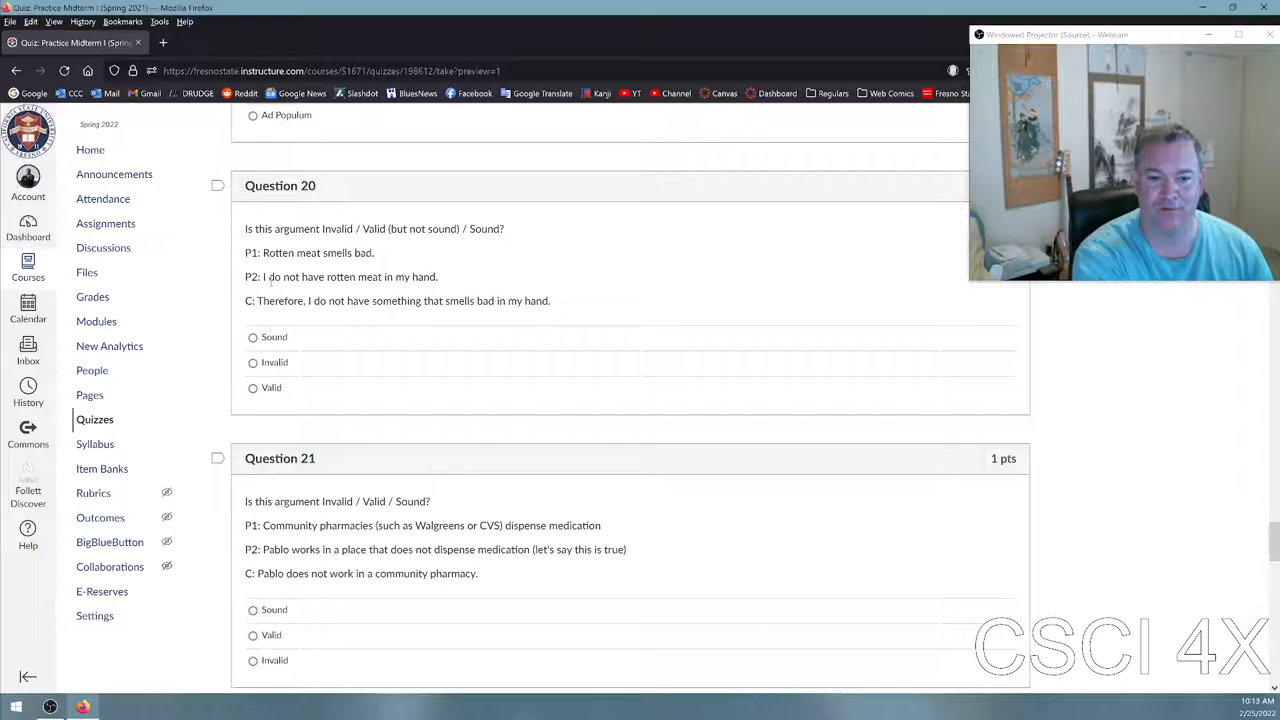 Quiz: Practice Midterm I (Spring 2021) — Mozilla Firefox
File Edit View History Bookmarks Tools Help
Quiz: Practice Midterm I (Spring
Windowed Projector (Source) - Webcam
https://fresnostate.instructure.com/courses/51671/quizzes/198612/take?preview=1
Google CCC Mail Gmail DRUDGE Reddit Google News Slashdot BluesNews Facebook Google Translate Kanji YT Channel Canvas Dashboard Regulars Web Comics Fresno St
Spring 2022
Account
Dashboard
Courses
Calendar
Inbox
History
Commons
Follett
Discover
Help
Home
Announcements
Attendance
Assignments
Discussions
Files
Grades
Modules
New Analytics
People
Pages
Quizzes
Syllabus
Item Banks
Rubrics
Outcomes
BigBlueButton
Collaborations
E-Reserves
Settings
Ad Populum
Question 20
Is this argument Invalid / Valid (but not sound) / Sound?
P1: Rotten meat smells bad.
P2: I do not have rotten meat in my hand.
C: Therefore, I do not have something that smells bad in my hand.
Sound
Invalid
Valid
Question 21
1 pts
Is this argument Invalid / Valid / Sound?
P1: Community pharmacies (such as Walgreens or CVS) dispense medication
P2: Pablo works in a place that does not dispense medication (let's say this is true)
C: Pablo does not work in a community pharmacy.
Sound
Valid
Invalid
CSCI 4X
10:13 AM
2/25/2022